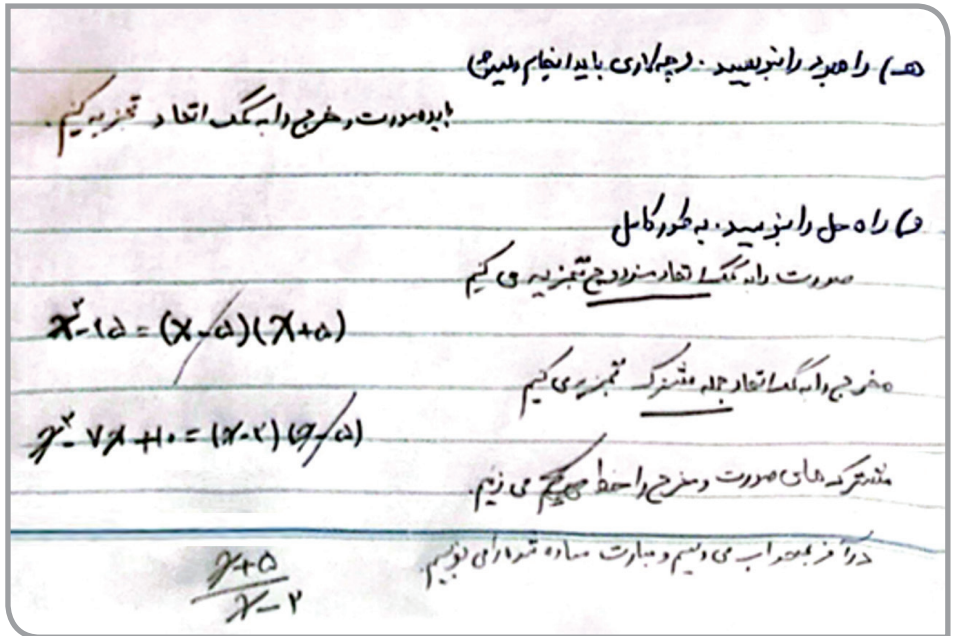 هـ) راهبرد را بنویسید. چه کاری باید انجام دهید؟
باید صورت و مخرج را به کمک اتحاد تجزیه کنیم.
و) راه حل را بنویسید. به طور کامل
صورت را به کمک اتحاد مزدوج تجزیه می کنیم
x²-۲۵ = (x-۵)(x+۵)
مخرج را به کمک اتحاد جمله مشترک تجزیه می کنیم
x²-۷x+۱۰ = (x-۲)(x-۵)
مشترک های صورت و مخرج را خط می زنیم.
در آخر به جواب می رسیم و عبارت ساده شده را می نویسیم.
x+۵
x-۲